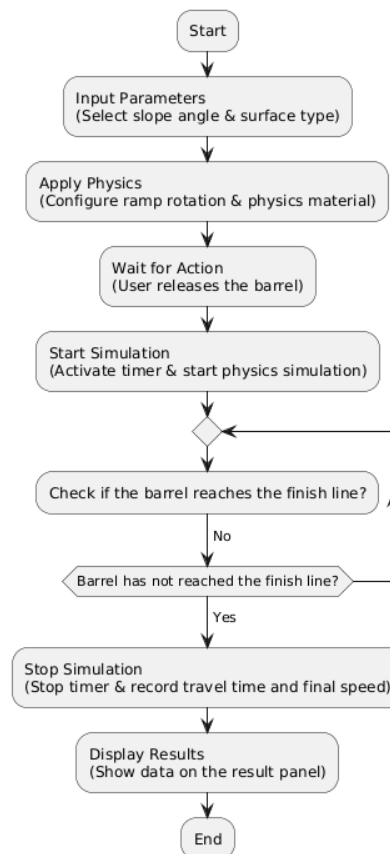 Start
Input Parameters
(Select slope angle & surface type)
Apply Physics
(Configure ramp rotation & physics material)
Wait for Action
(User releases the barrel)
Start Simulation
(Activate timer & start physics simulation)
Check if the barrel reaches the finish line?
No
Barrel has not reached the finish line?
Yes
Stop Simulation
(Stop timer & record travel time and final speed)
Display Results
(Show data on the result panel)
End